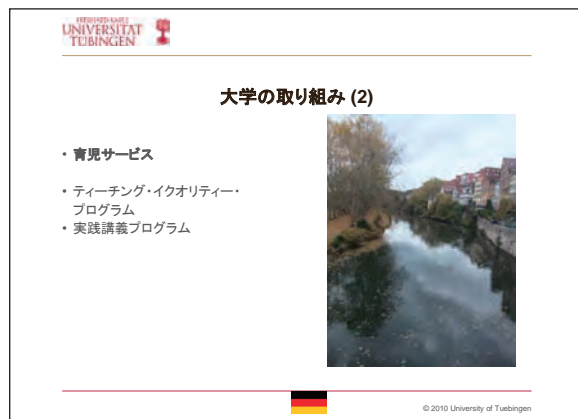 EBERHARD KARLS
UNIVERSITÄT
TÜBINGEN
大学の取り組み (2)
• 育児サービス
• ティーチング・イクオリティー・
プログラム
• 実践講義プログラム
© 2010 University of Tuebingen